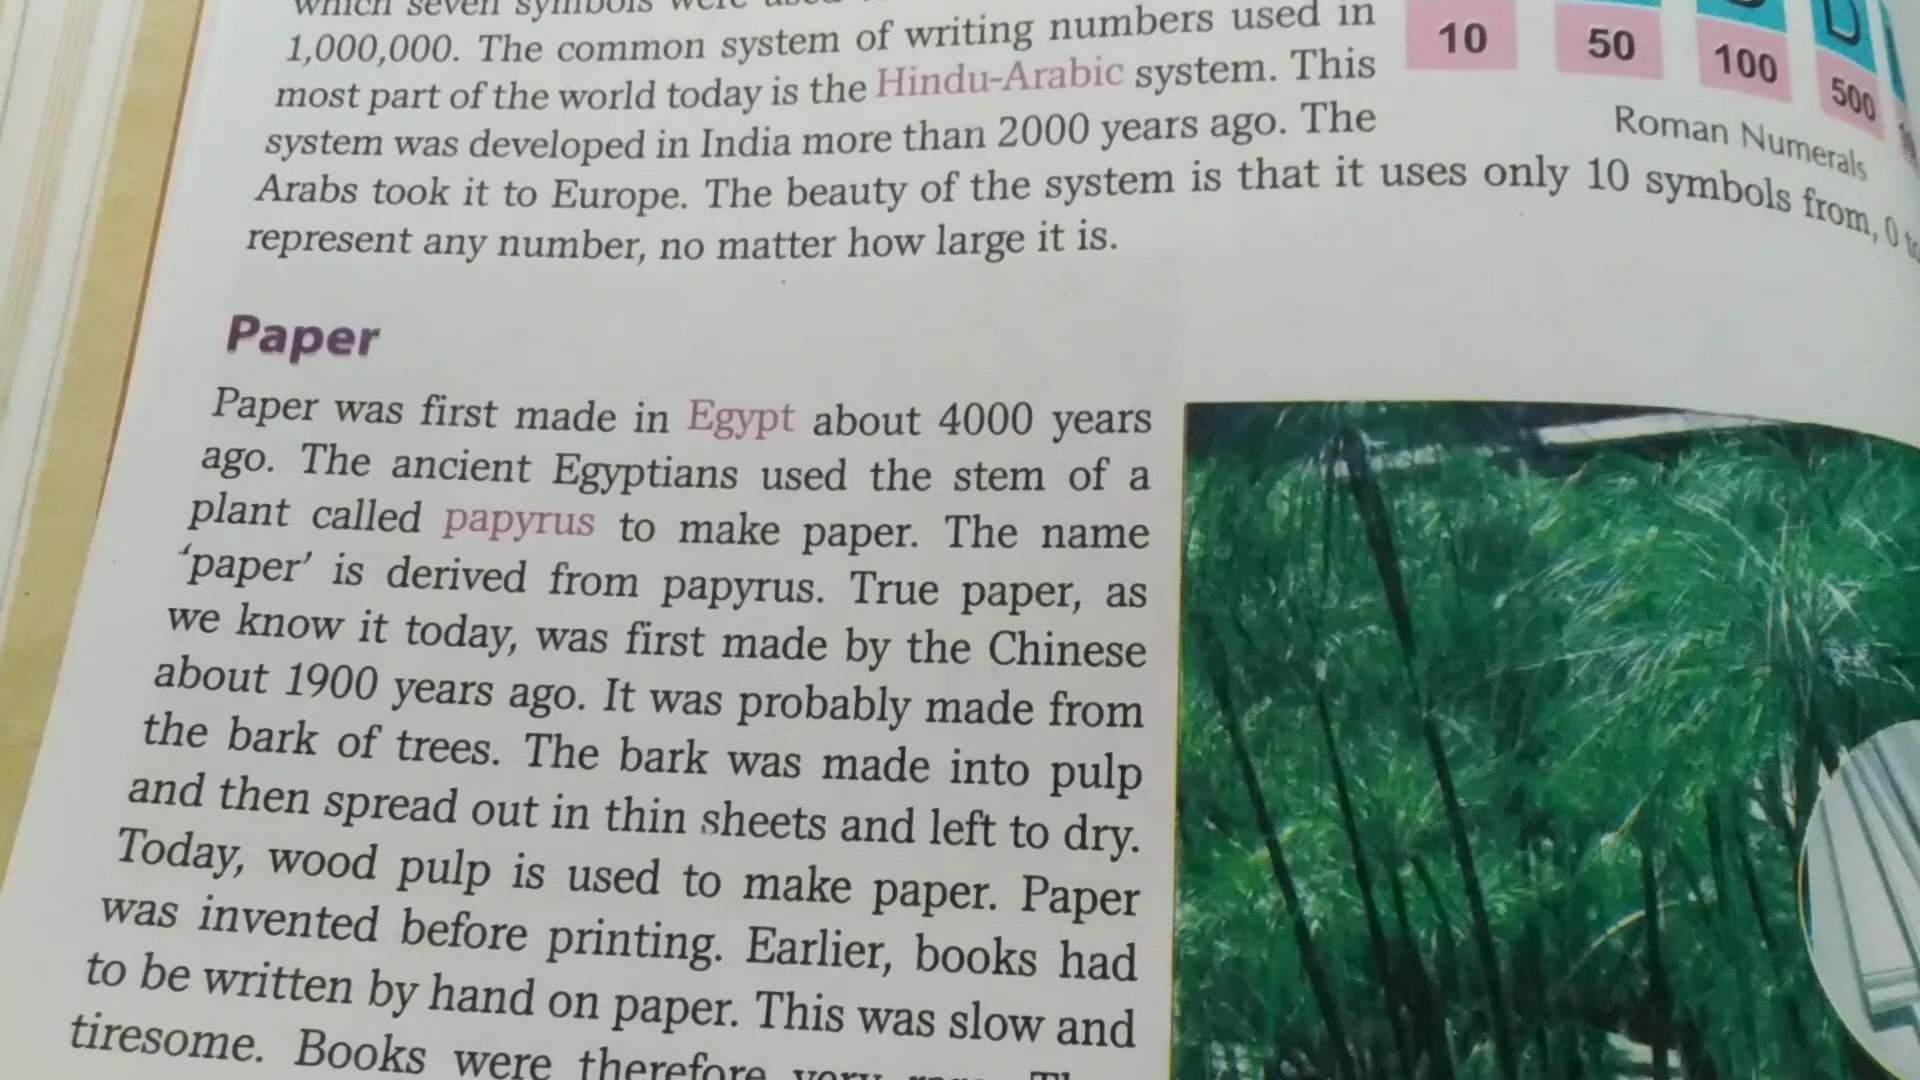 which seven symbols were
1,000,000. The common system of writing numbers used in
most part of the world today is the Hindu-Arabic system. This
system was developed in India more than 2000 years ago. The
Arabs took it to Europe. The beauty of the system is that it uses only 10 symbols from, 0 to
represent any number, no matter how large it is.
D
10 50 100 500
Roman Numerals
Paper
Paper was first made in Egypt about 4000 years
ago. The ancient Egyptians used the stem of a
plant called papyrus to make paper. The name
‘paper’ is derived from papyrus. True paper, as
we know it today, was first made by the Chinese
about 1900 years ago. It was probably made from
the bark of trees. The bark was made into pulp
and then spread out in thin sheets and left to dry.
Today, wood pulp is used to make paper. Paper
was invented before printing. Earlier, books had
to be written by hand on paper. This was slow and
tiresome. Books were therefore very